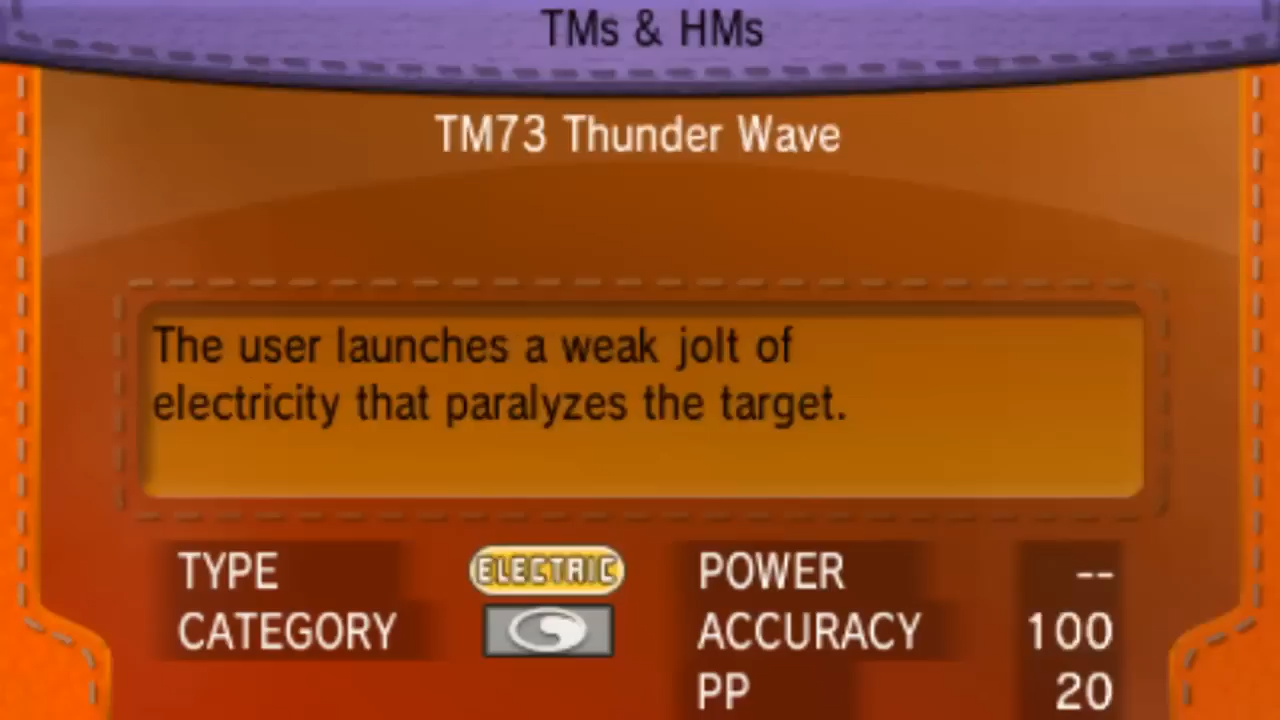 TMs & HMs
TM73 Thunder Wave
The user launches a weak jolt of
electricity that paralyzes the target.
TYPE ELECTRIC POWER --
CATEGORY ACCURACY 100
PP 20